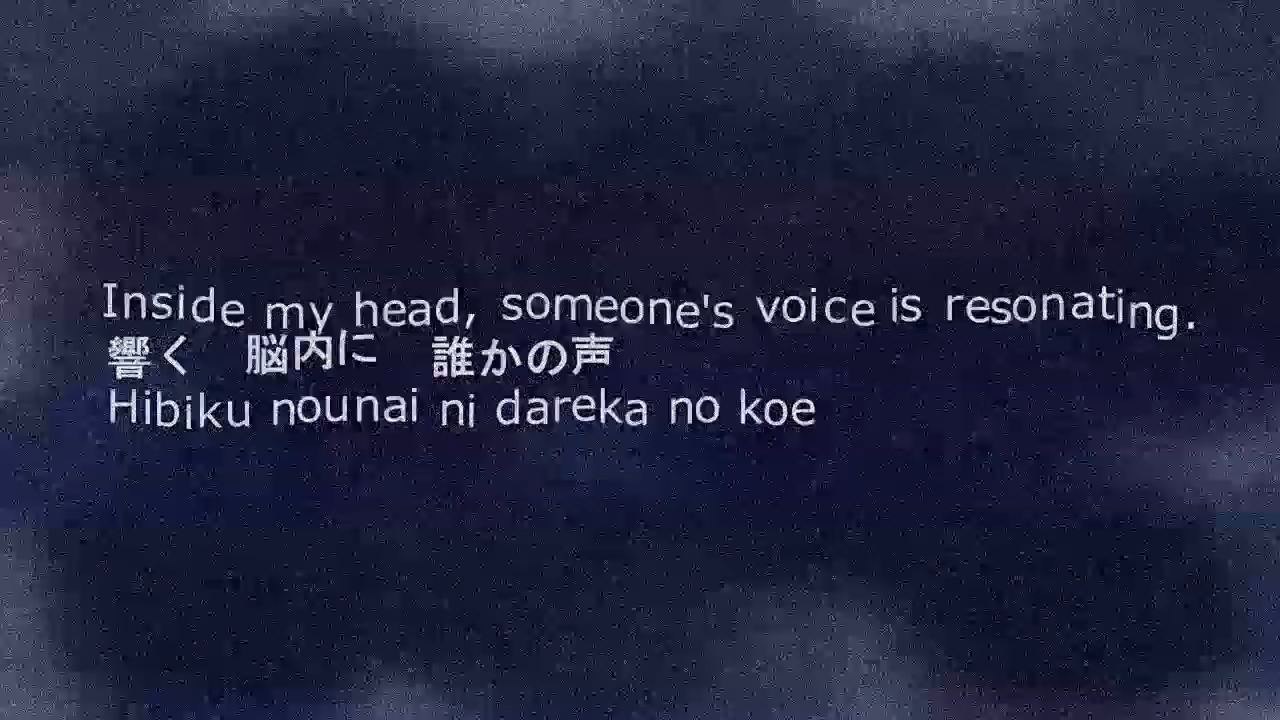 Inside my head, someone's voice is resonating.
響く 脳内に 誰かの声
Hibiku nounai ni dareka no koe